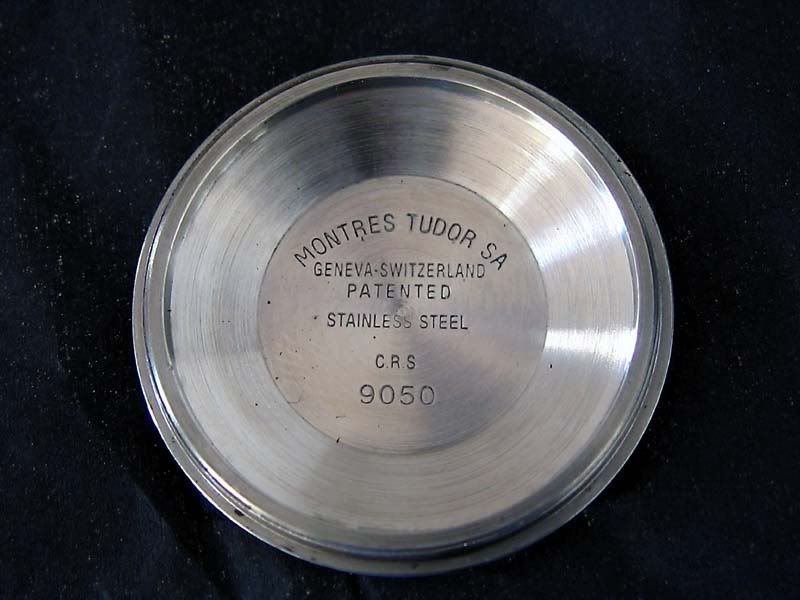 MONTRES TUDOR SA
GENEVA-SWITZERLAND
PATENTED
STAINLESS STEEL
C.R.S
9050